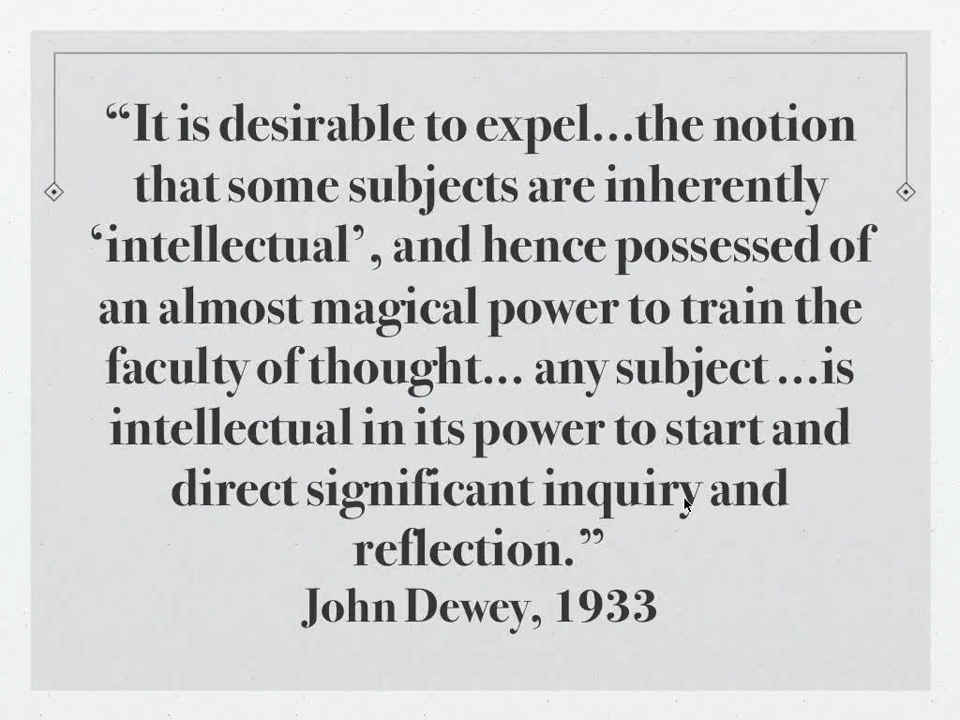 “It is desirable to expel...the notion
that some subjects are inherently
‘intellectual’, and hence possessed of
an almost magical power to train the
faculty of thought... any subject ...is
intellectual in its power to start and
direct significant inquiry and
reflection.”
John Dewey, 1933